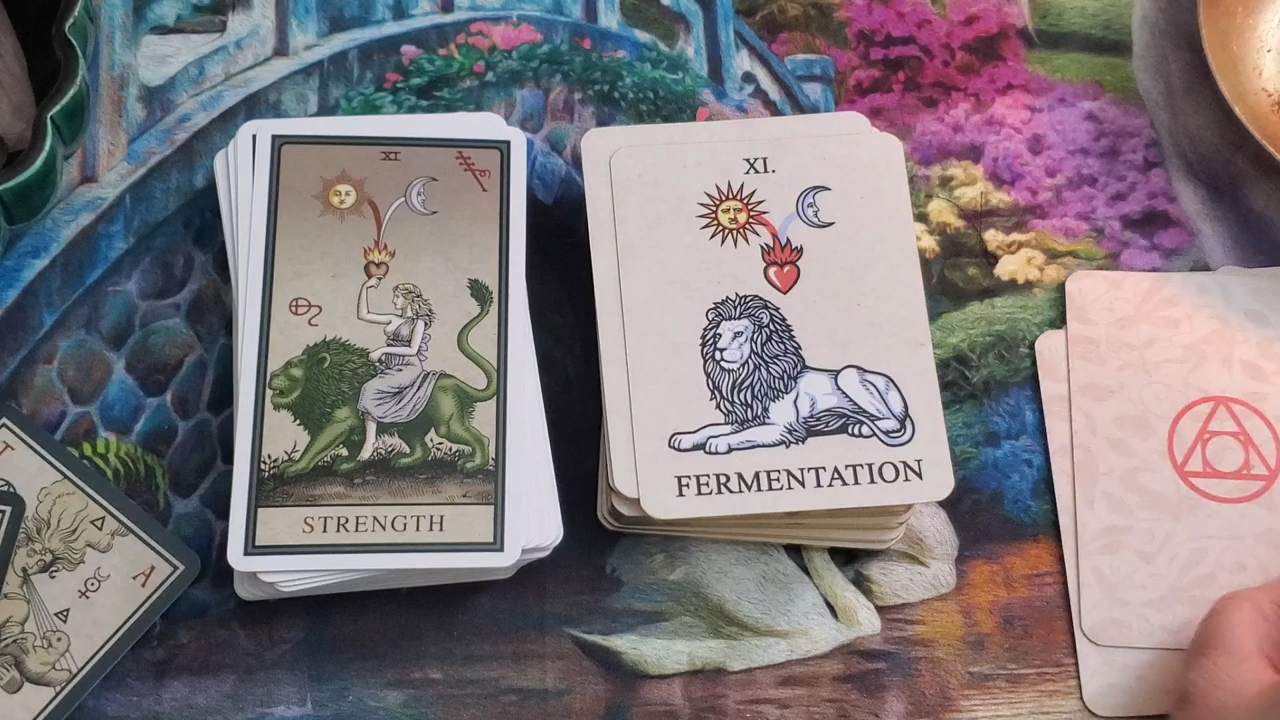 XI
STRENGTH
XI.
FERMENTATION
T
A